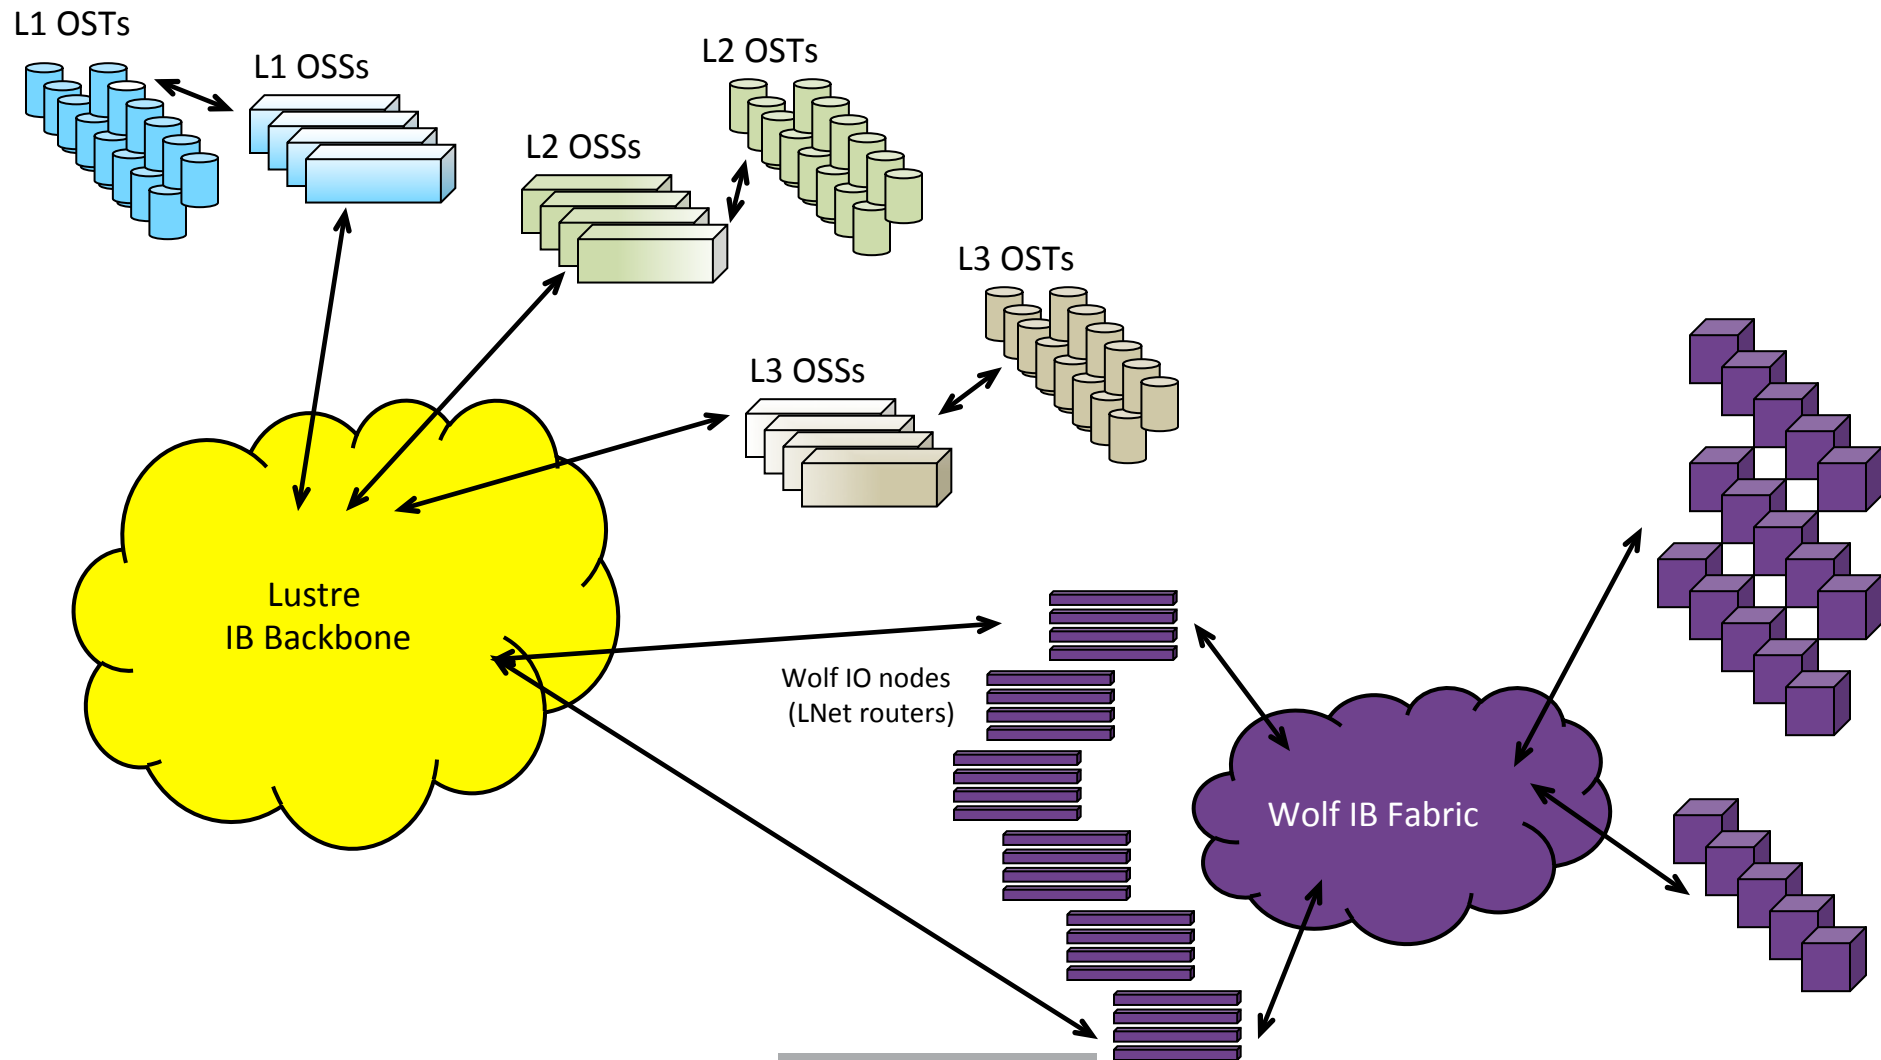 L1 OSTs
L1 OSSs
L2 OSTs
L2 OSSs
L3 OSTs
L3 OSSs
Lustre
IB Backbone
Wolf IO nodes
(LNet routers)
Wolf IB Fabric